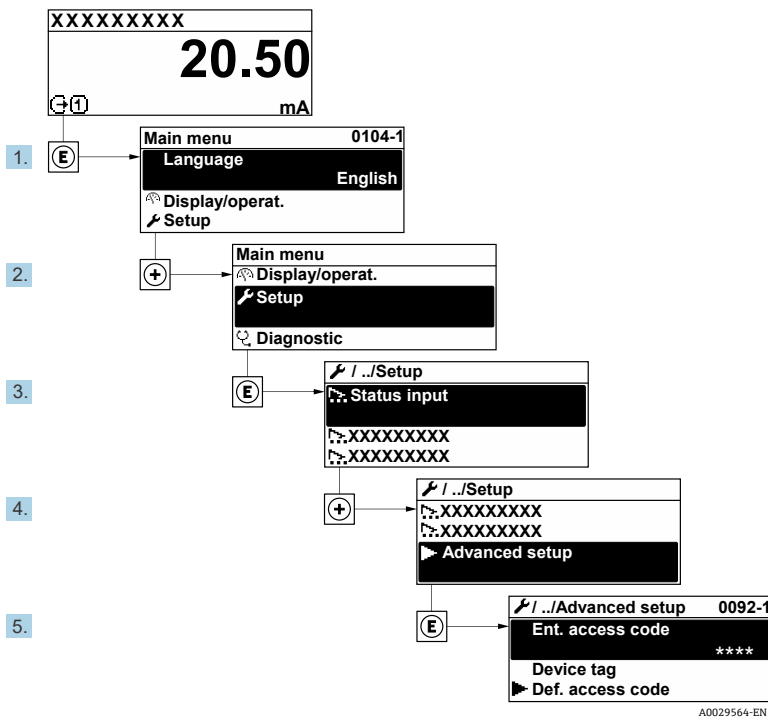 XXXXXXXXX
20.50
1
mA
1.
E
Main menu 0104-1
Language
English
Display/operat.
Setup
2.
+
Main menu
Display/operat.
Setup
Diagnostic
3.
E
/ ../Setup
Status input
XXXXXXXXX
XXXXXXXXX
4.
+
/ ../Setup
XXXXXXXXX
XXXXXXXXX
Advanced setup
5.
E
/ ../Advanced setup 0092-1
Ent. access code
****
Device tag
Def. access code
A0029564-EN